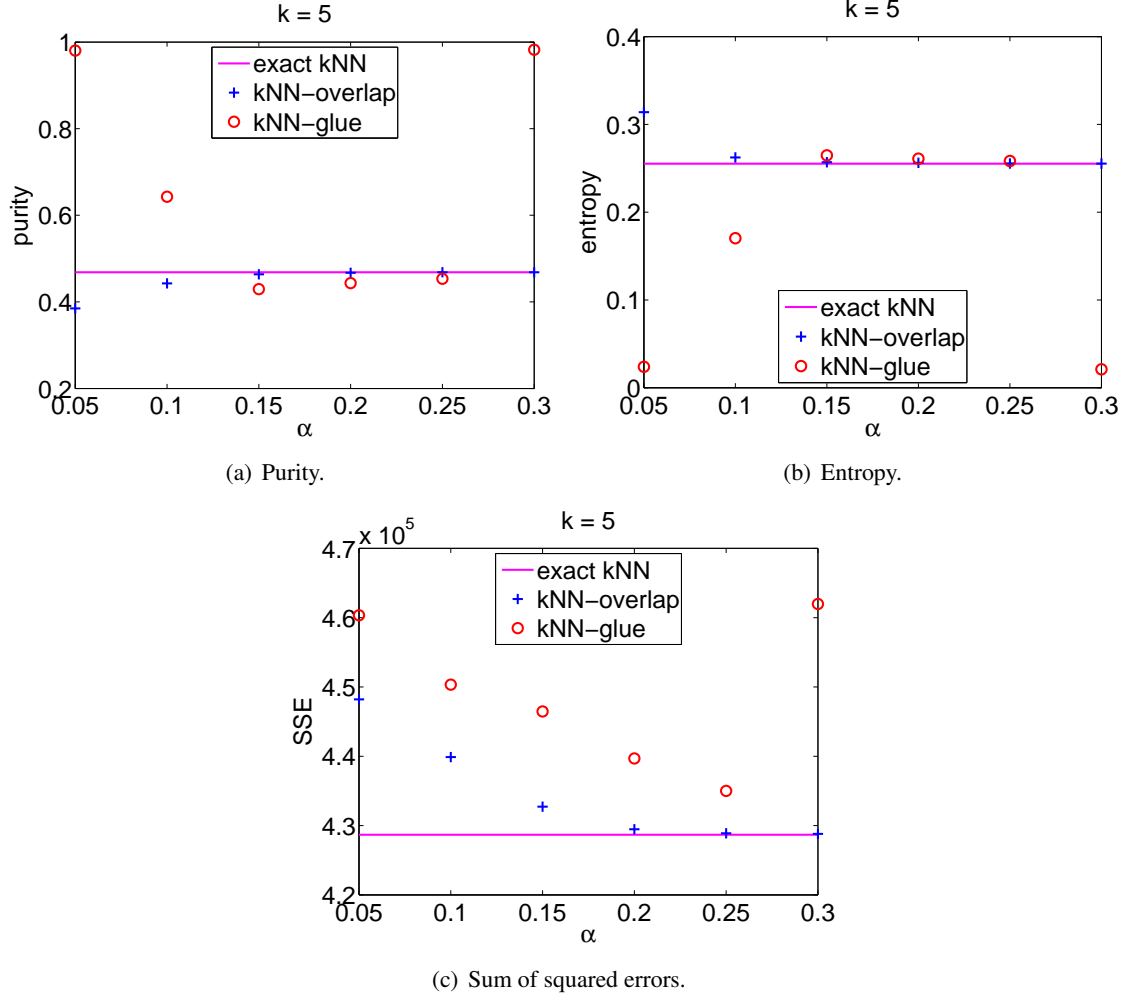 k = 5
1
0.8
0.6
0.4
0.2
0.05 0.1 0.15 0.2 0.25 0.3
purity
α
exact kNN
kNN−overlap
kNN−glue
(a) Purity.
k = 5
0.4
0.3
0.2
0.1
0
0.05 0.1 0.15 0.2 0.25 0.3
entropy
α
exact kNN
kNN−overlap
kNN−glue
(b) Entropy.
k = 5
x 10^5
4.7
4.6
4.5
4.4
4.3
4.2
0.05 0.1 0.15 0.2 0.25 0.3
SSE
α
exact kNN
kNN−overlap
kNN−glue
(c) Sum of squared errors.